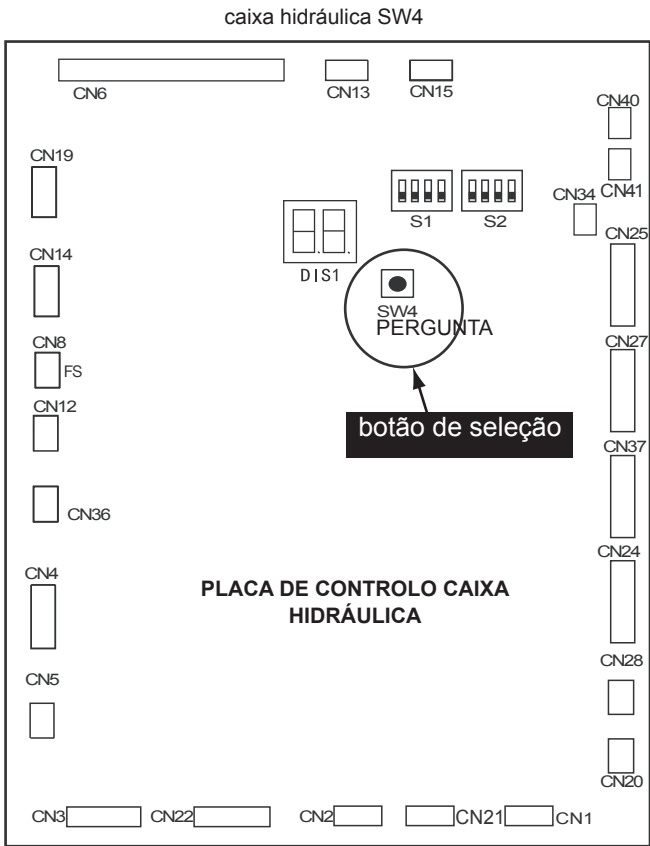 caixa hidráulica SW4
CN6
CN13
CN15
CN40
CN19
CN41
CN34
S1
S2
CN25
CN14
DIS1
SW4
PERGUNTA
CN8
FS
CN27
CN12
botão de seleção
CN37
CN36
CN24
CN4
PLACA DE CONTROLO CAIXA
HIDRÁULICA
CN28
CN5
CN20
CN3
CN22
CN2
CN21
CN1